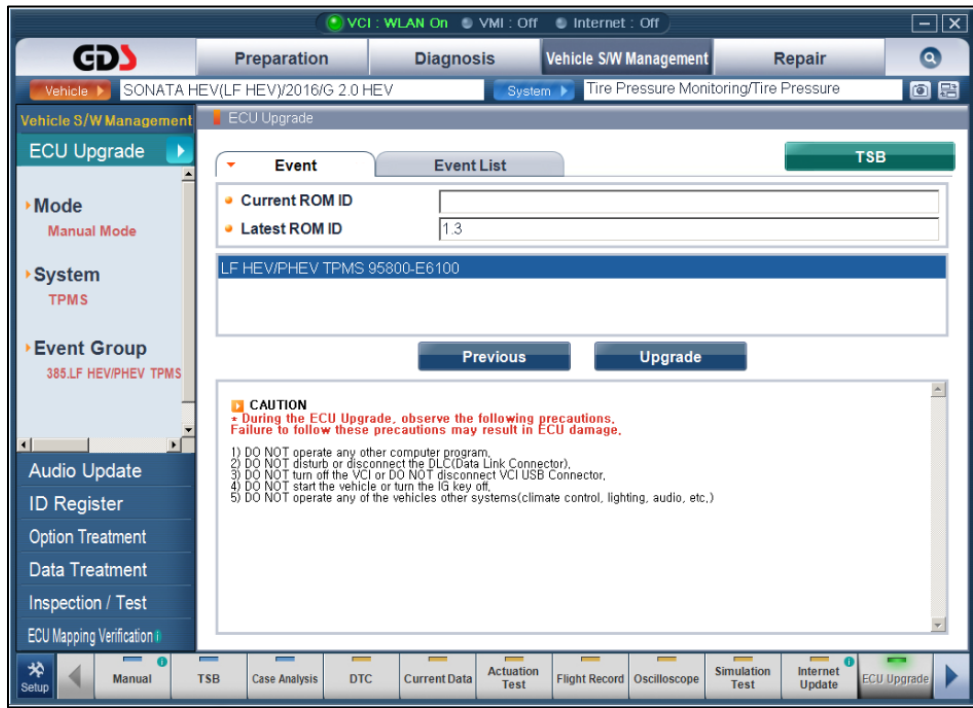 VCI : WLAN On VMI : Off Internet : Off
GDS Preparation Diagnosis Vehicle S/W Management Repair
Vehicle SONATA HEV(LF HEV)/2016/G 2.0 HEV System Tire Pressure Monitoring/Tire Pressure
Vehicle S/W Management
ECU Upgrade
ECU Upgrade
Mode
Manual Mode
System
TPMS
Event Group
385.LF HEV/PHEV TPMS
Audio Update
ID Register
Option Treatment
Data Treatment
Inspection / Test
ECU Mapping Verification i
Event Event List TSB
Current ROM ID
Latest ROM ID 1.3
LF HEV/PHEV TPMS 95800-E6100
Previous Upgrade
CAUTION
* During the ECU Upgrade, observe the following precautions,
Failure to follow these precautions may result in ECU damage,
1) DO NOT operate any other computer program,
2) DO NOT disturb or disconnect the DLC(Data Link Connector),
3) DO NOT turn off the VCI or DO NOT disconnect VCI USB Connector,
4) DO NOT start the vehicle or turn the IG key off,
5) DO NOT operate any of the vehicles other systems(climate control, lighting, audio, etc,)
Setup Manual i TSB Case Analysis DTC Current Data Actuation Test Flight Record Oscilloscope Simulation Test Internet Update i ECU Upgrade